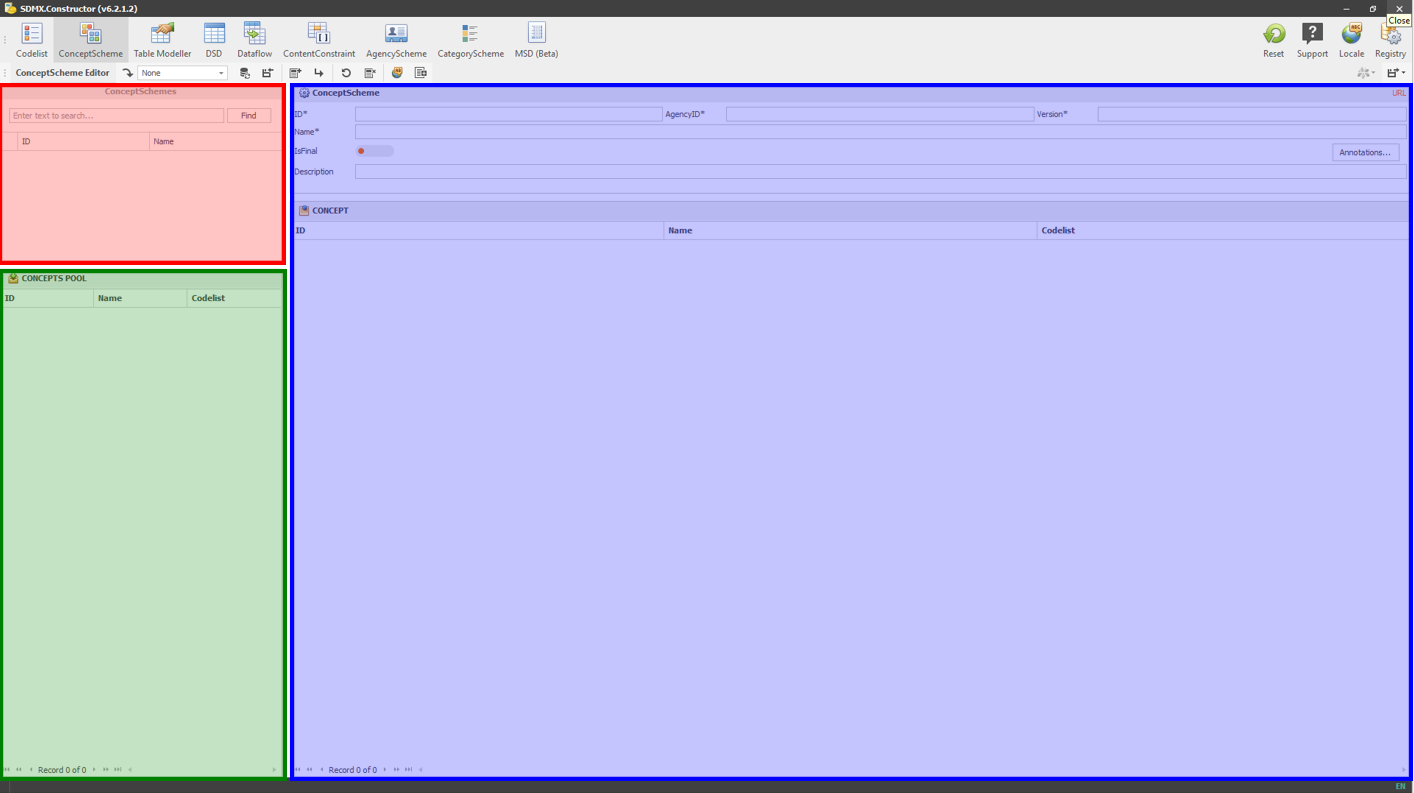 SDMX.Constructor (v6.2.1.2)
Close
Codelist ConceptScheme Table Modeller DSD Dataflow ContentConstraint AgencyScheme CategoryScheme MSD (Beta) Reset Support Locale Registry
ConceptScheme Editor None
ConceptSchemes
Enter text to search... Find
ID Name
CONCEPTS POOL
ID Name Codelist
Record 0 of 0
ConceptScheme URL
ID* AgencyID* Version*
Name*
IsFinal Annotations...
Description
CONCEPT
ID Name Codelist
Record 0 of 0
EN